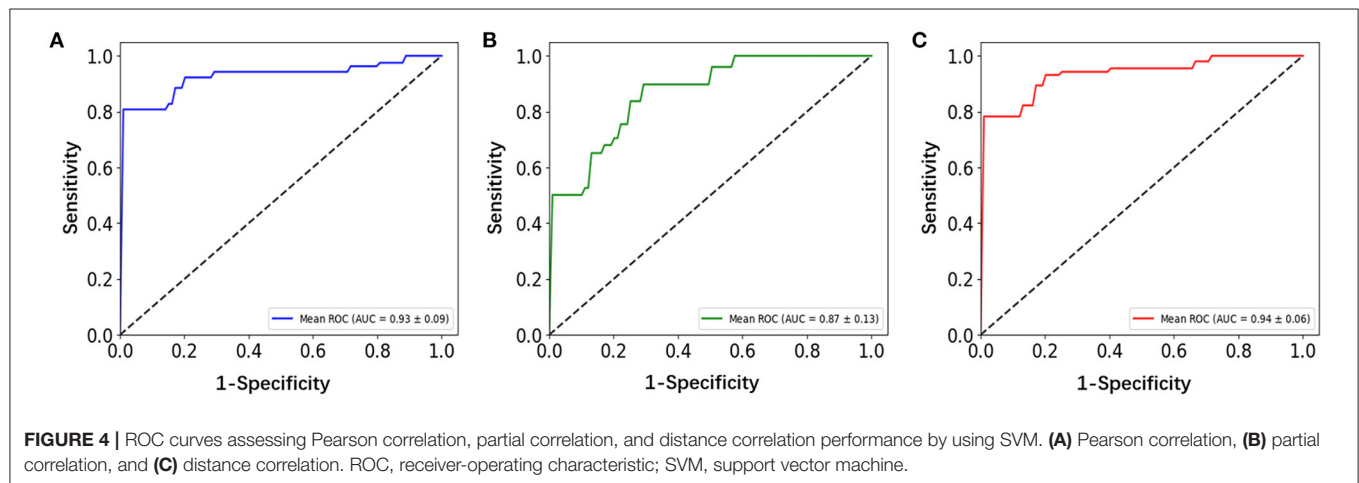 A
1.0
0.8
0.6
0.4
0.2
0.0
Sensitivity
Mean ROC (AUC = 0.93 ± 0.09)
0.0 0.2 0.4 0.6 0.8 1.0
1-Specificity
B
1.0
0.8
0.6
0.4
0.2
0.0
Sensitivity
Mean ROC (AUC = 0.87 ± 0.13)
0.0 0.2 0.4 0.6 0.8 1.0
1-Specificity
C
1.0
0.8
0.6
0.4
0.2
0.0
Sensitivity
Mean ROC (AUC = 0.94 ± 0.06)
0.0 0.2 0.4 0.6 0.8 1.0
1-Specificity
FIGURE 4 | ROC curves assessing Pearson correlation, partial correlation, and distance correlation performance by using SVM. (A) Pearson correlation, (B) partial
correlation, and (C) distance correlation. ROC, receiver-operating characteristic; SVM, support vector machine.